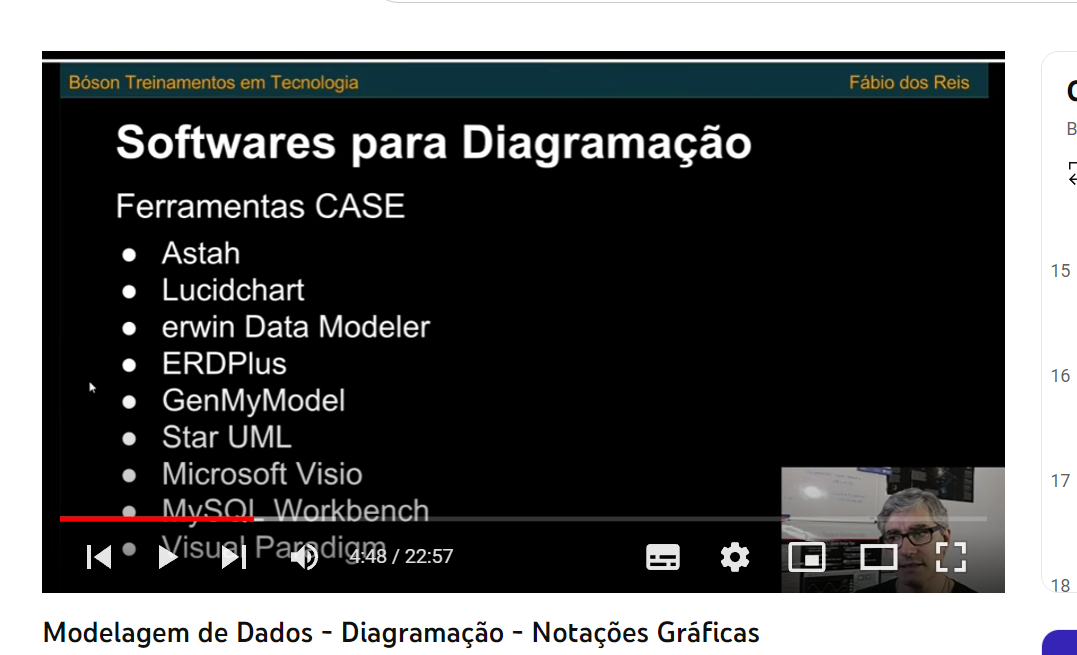 Bóson Treinamentos em Tecnologia
Fábio dos Reis
Softwares para Diagramação
Ferramentas CASE
● Astah
● Lucidchart
● erwin Data Modeler
● ERDPlus
● GenMyModel
● Star UML
● Microsoft Visio
● MySQL Workbench
● Visual Paradigm
4:48 / 22:57
Modelagem de Dados - Diagramação - Notações Gráficas
B
15
16
17
18